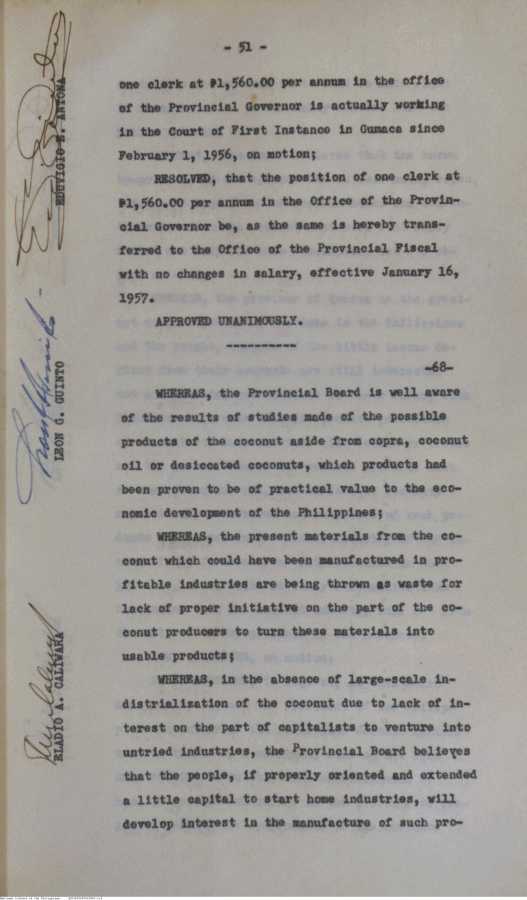 - 51 -
one clerk at ₱1,560.00 per annum in the office
of the Provincial Governor is actually working
in the Court of First Instance in Gumaca since
February 1, 1956, on motion;
RESOLVED, that the position of one clerk at
₱1,560.00 per annum in the Office of the Provin-
cial Governor be, as the same is hereby trans-
ferred to the Office of the Provincial Fiscal
with no changes in salary, effective January 16,
1957.
APPROVED UNANIMOUSLY.
----------
-68-
WHEREAS, the Provincial Board is well aware
of the results of studies made of the possible
products of the coconut aside from copra, coconut
oil or desiccated coconuts, which products had
been proven to be of practical value to the eco-
nomic development of the Philippines;
WHEREAS, the present materials from the co-
conut which could have been manufactured in pro-
fitable industries are being thrown as waste for
lack of proper initiative on the part of the co-
conut producers to turn these materials into
usable products;
WHEREAS, in the absence of large-scale in-
distrialization of the coconut due to lack of in-
terest on the part of capitalists to venture into
untried industries, the Provincial Board believes
that the people, if properly oriented and extended
a little capital to start home industries, will
develop interest in the manufacture of such pro-
EDUVIGIO E. ANTONA
LEON G. GUINTO
ELADIO A. CALIWARA